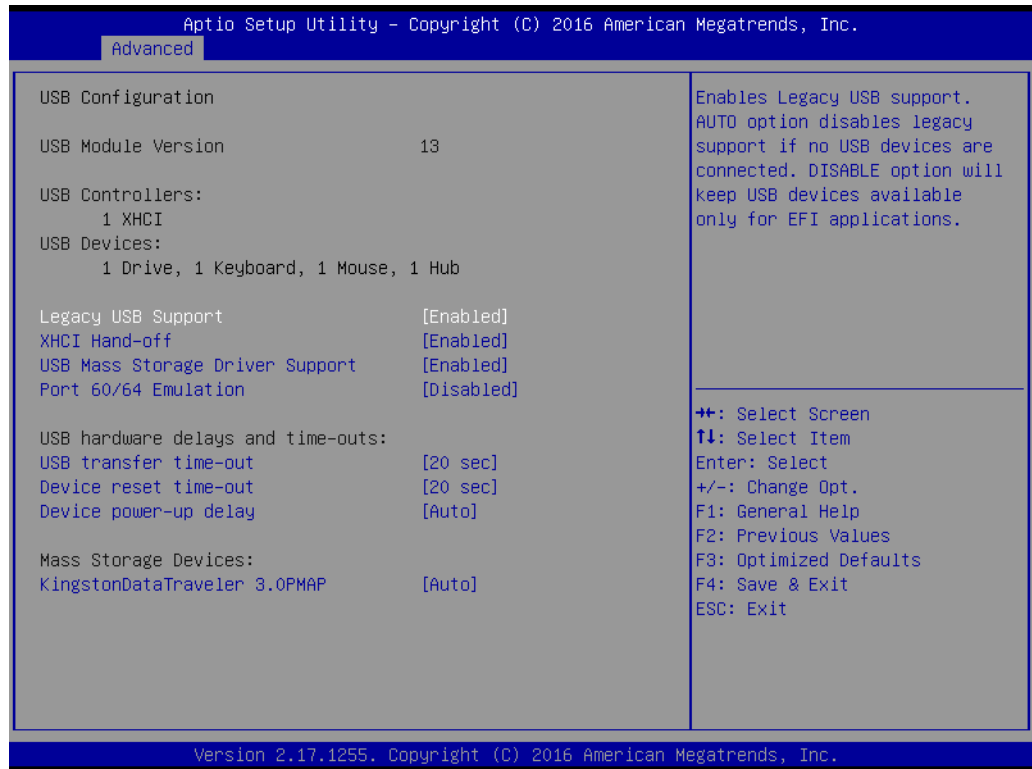 Aptio Setup Utility – Copyright (C) 2016 American Megatrends, Inc.
Advanced
USB Configuration
USB Module Version 13
USB Controllers:
1 XHCI
USB Devices:
1 Drive, 1 Keyboard, 1 Mouse, 1 Hub
Legacy USB Support [Enabled]
XHCI Hand-off [Enabled]
USB Mass Storage Driver Support [Enabled]
Port 60/64 Emulation [Disabled]
USB hardware delays and time-outs:
USB transfer time-out [20 sec]
Device reset time-out [20 sec]
Device power-up delay [Auto]
Mass Storage Devices:
KingstonDataTraveler 3.0PMAP [Auto]
Enables Legacy USB support.
AUTO option disables legacy
support if no USB devices are
connected. DISABLE option will
keep USB devices available
only for EFI applications.
→←: Select Screen
↑↓: Select Item
Enter: Select
+/-: Change Opt.
F1: General Help
F2: Previous Values
F3: Optimized Defaults
F4: Save & Exit
ESC: Exit
Version 2.17.1255. Copyright (C) 2016 American Megatrends, Inc.